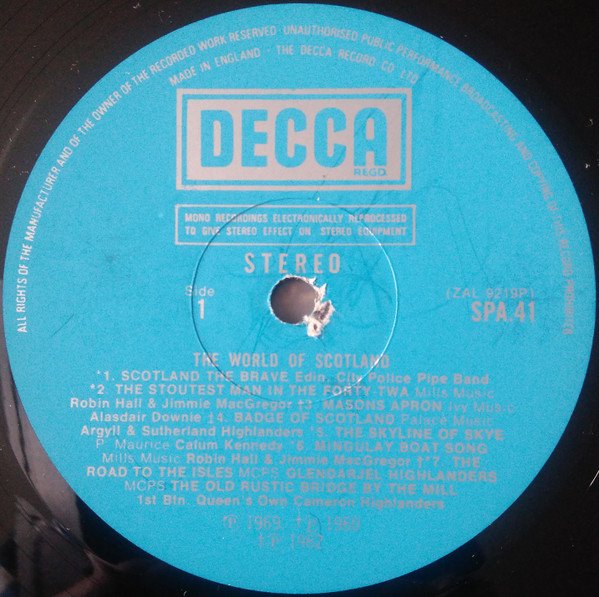 ALL RIGHTS OF THE MANUFACTURER AND OF THE OWNER OF THE RECORDED WORK RESERVED UNAUTHORISED PUBLIC PERFORMANCE BROADCASTING AND COPYING OF THIS RECORD PROHIBITED
MADE IN ENGLAND · THE DECCA RECORD CO. LTD.
DECCA
REGD.
MONO RECORDINGS ELECTRONICALLY REPROCESSED
TO GIVE STEREO EFFECT ON STEREO EQUIPMENT
STEREO
Side
1
(ZAL 9219P)
SPA.41
THE WORLD OF SCOTLAND
*1. SCOTLAND THE BRAVE Edin. City Police Pipe Band
*2. THE STOUTEST MAN IN THE FORTY TWA Mills Music
Robin Hall & Jimmie MacGregor †*3. MASONS APRON Ivy Music
Alasdair Downie †4. BADGE OF SCOTLAND Palace Music
Argyll & Sutherland Highlanders *5. THE SKYLINE OF SKYE
P. Maurice Calum Kennedy *6. MINGULAY BOAT SONG
Mills Music Robin Hall & Jimmie MacGregor †*7. THE
ROAD TO THE ISLES MCPS GLENDARJEL HIGHLANDERS
MCPS THE OLD RUSTIC BRIDGE BY THE MILL
1st Bln. Queen's Own Cameron Highlanders
1960
1962